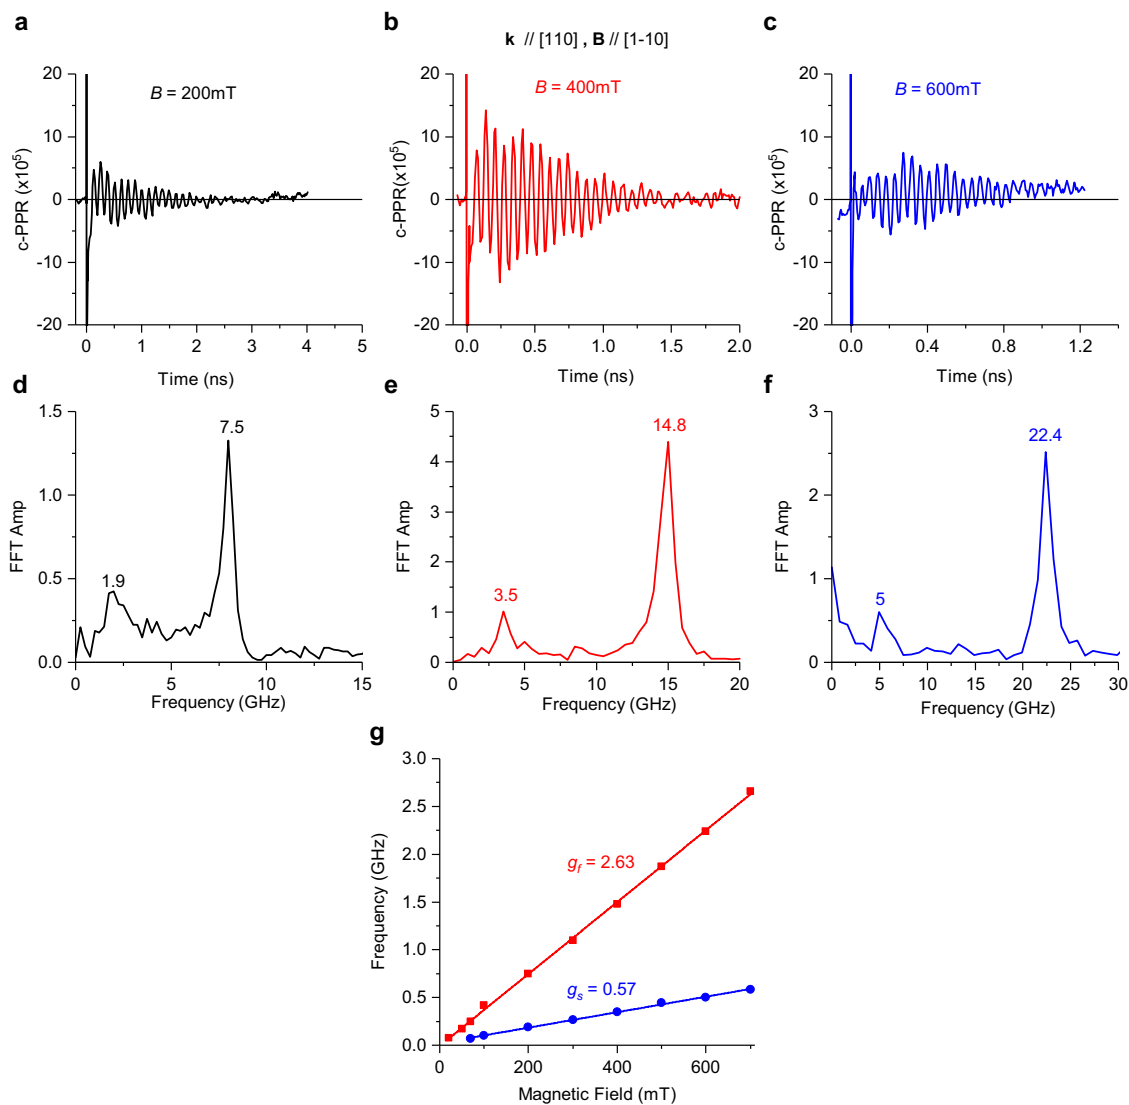 a
b
c
k // [110] , B // [1-10]
B = 200mT
B = 400mT
B = 600mT
20
10
0
-10
-20
c-PPR (x10⁵)
0 1 2 3 4 5
Time (ns)
20
10
0
-10
-20
c-PPR(x10⁵)
0.0 0.5 1.0 1.5 2.0
Time (ns)
20
10
0
-10
-20
c-PPR (x10⁵)
0.0 0.4 0.8 1.2
Time (ns)
d
e
f
1.5
1.0
0.5
0.0
FFT Amp
7.5
1.9
0 5 10 15
Frequency (GHz)
5
4
3
2
1
0
FFT Amp
14.8
3.5
0 5 10 15 20
Frequency (GHz)
3
2
1
0
FFT Amp
22.4
5
0 5 10 15 20 25 30
Frequency (GHz)
g
3.0
2.5
2.0
1.5
1.0
0.5
0.0
Frequency (GHz)
g_f = 2.63
g_s = 0.57
0 200 400 600
Magnetic Field (mT)